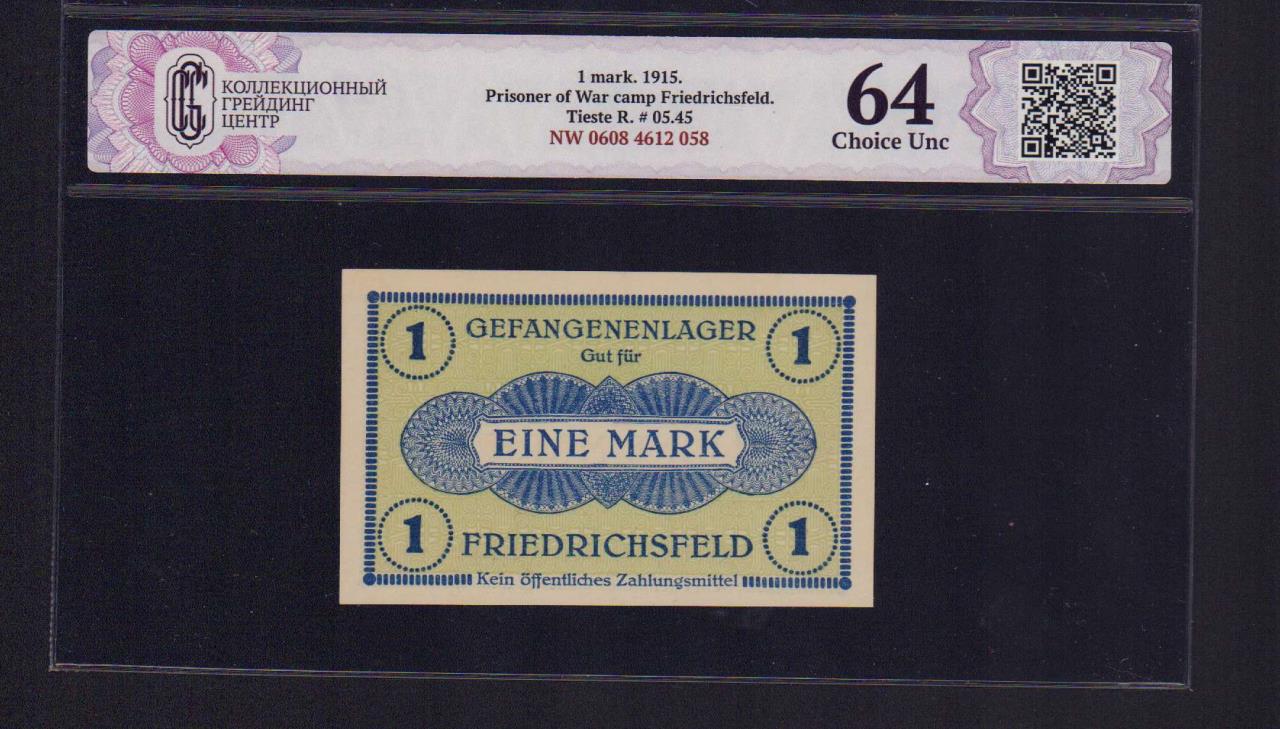 КОЛЛЕКЦИОННЫЙ
ГРЕЙДИНГ
ЦЕНТР
1 mark. 1915.
Prisoner of War camp Friedrichsfeld.
Tieste R. # 05.45
NW 0608 4612 058
64
Choice Unc
1 GEFANGENENLAGER 1
Gut für
EINE MARK
1 FRIEDRICHSFELD 1
Kein öffentliches Zahlungsmittel